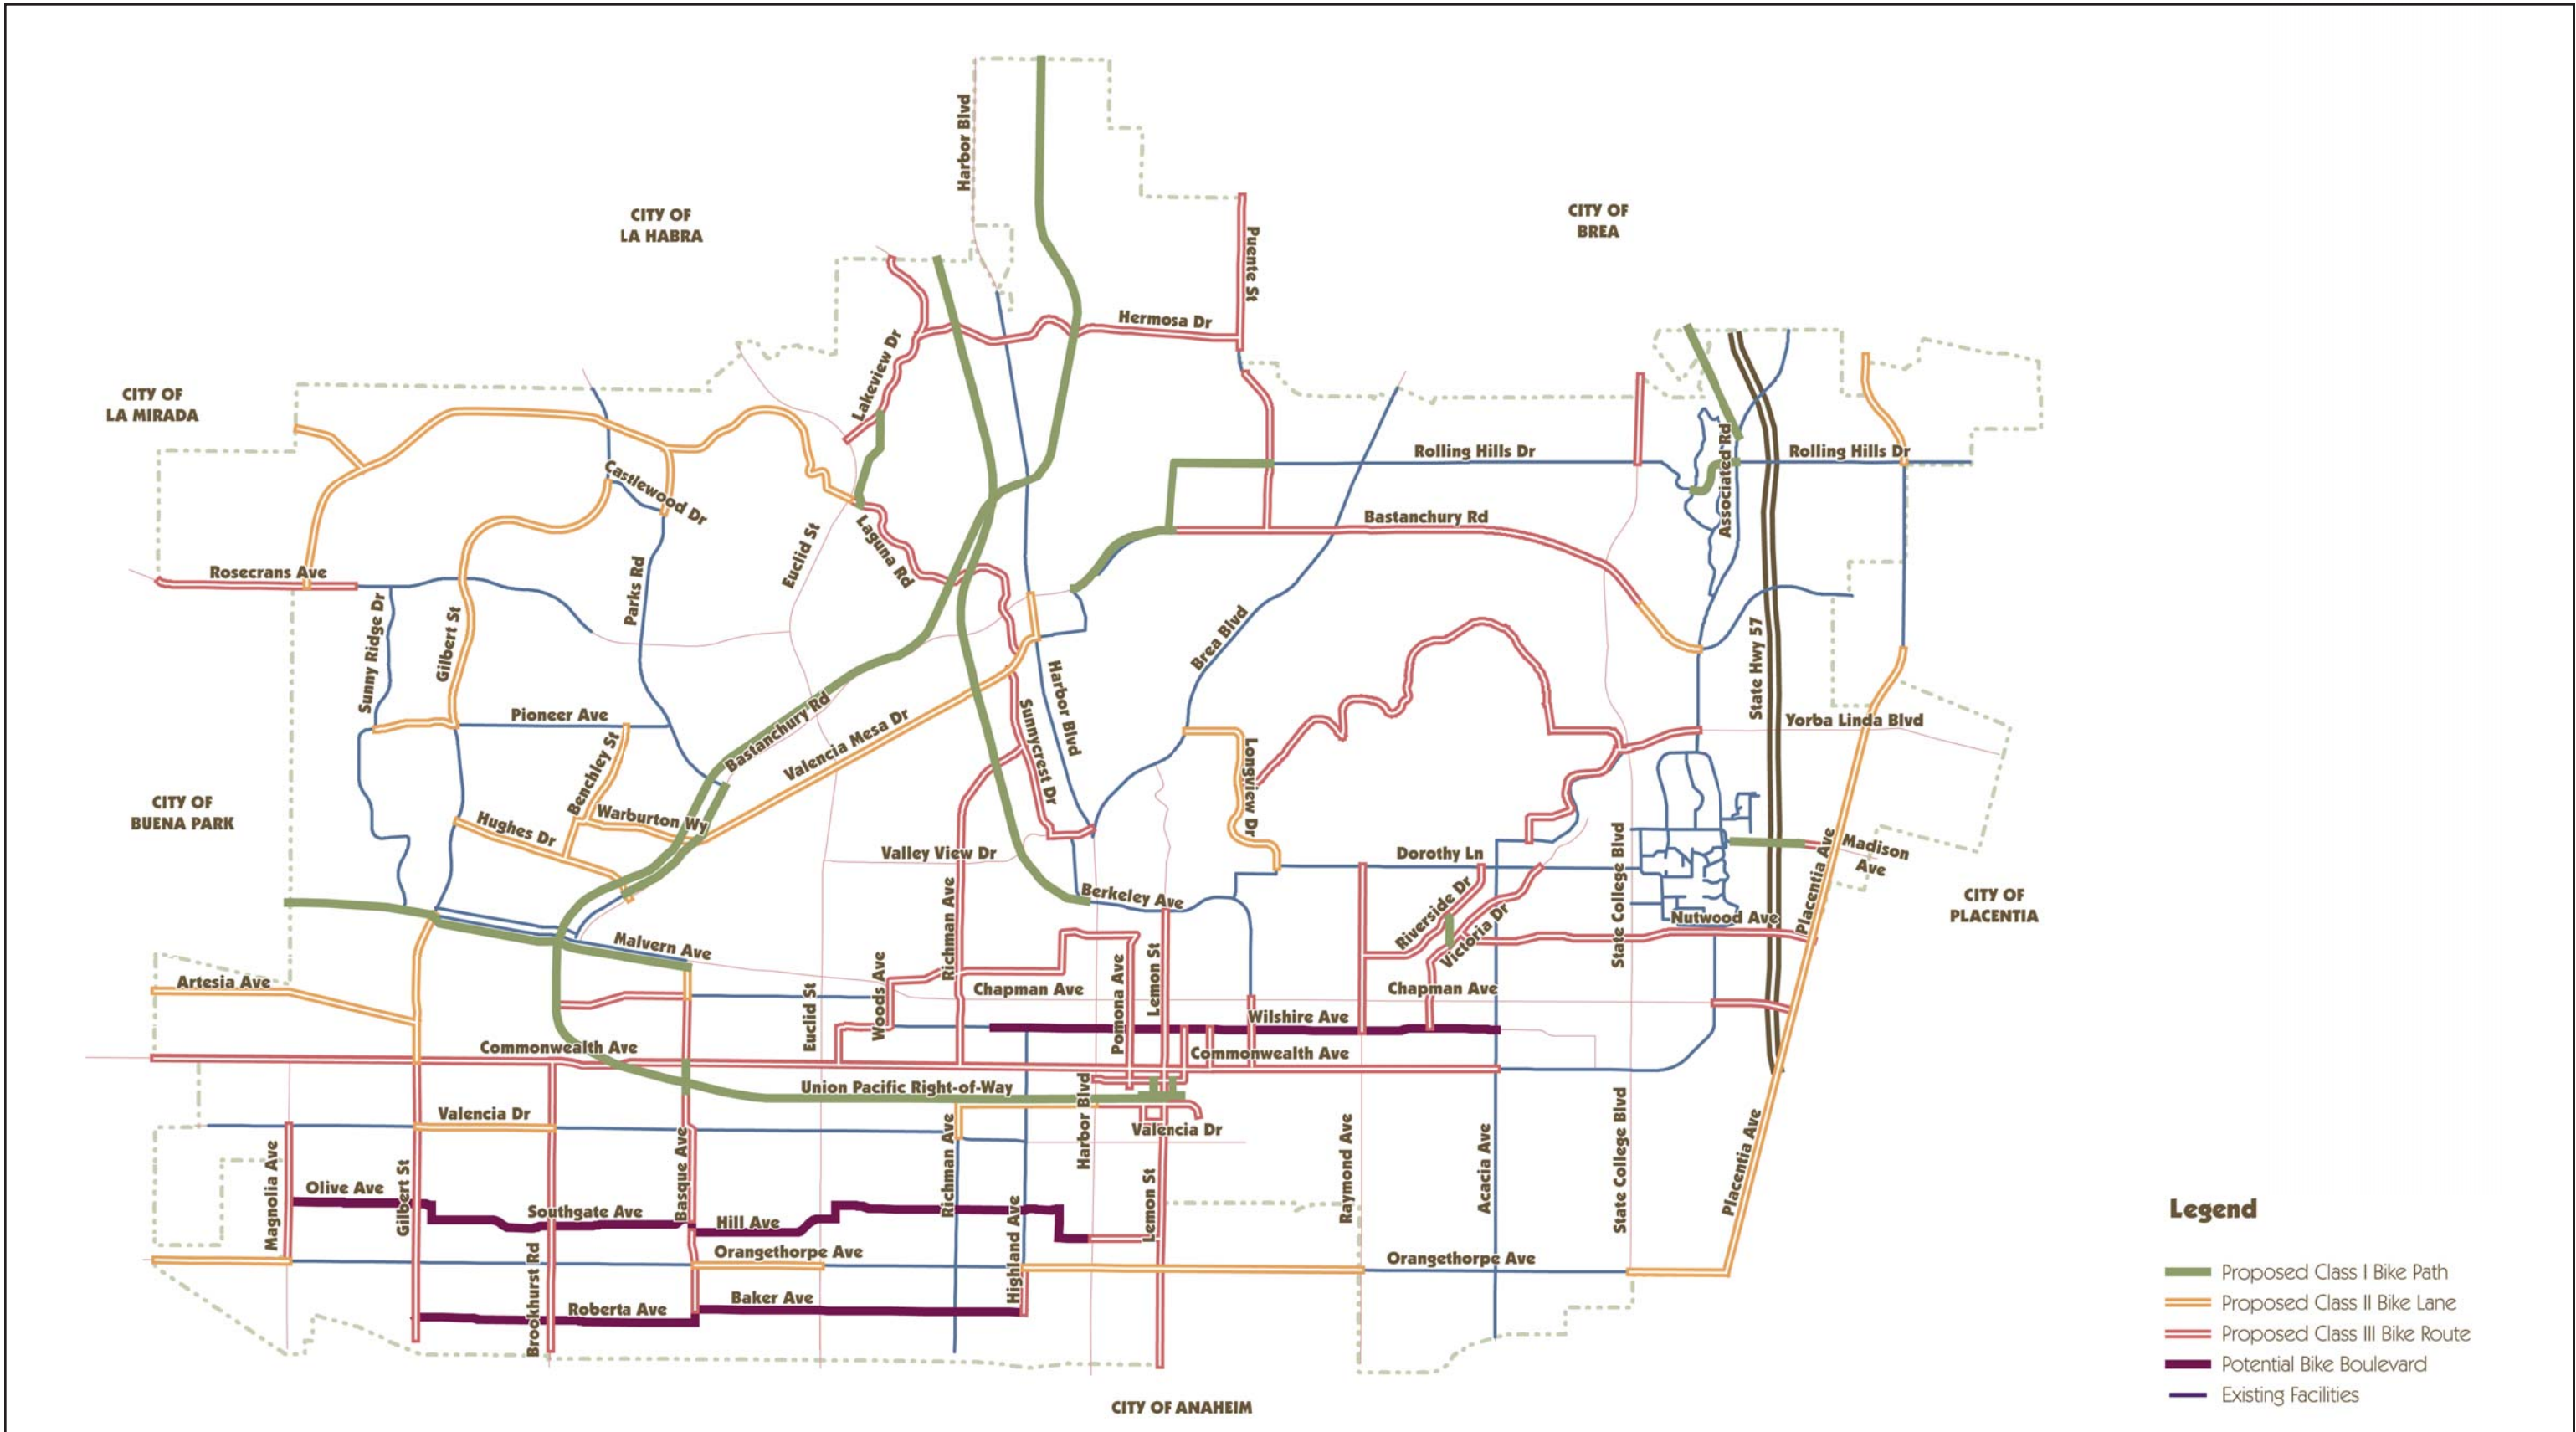 Harbor Blvd
CITY OF
LA HABRA
CITY OF
BREA
Puente St
Hermosa Dr
Lakeview Dr
CITY OF
LA MIRADA
Rolling Hills Dr
Associated Rd
Rolling Hills Dr
Castlewood Dr
Bastanchury Rd
Euclid St
Laguna Rd
Rosecrans Ave
Parks Rd
Sunny Ridge Dr
Gilbert St
Brea Blvd
State Hwy 57
Harbor Blvd
Pioneer Ave
Bastanchury Rd
Valencia Mesa Dr
Sunnycrest Dr
Yorba Linda Blvd
Longview Dr
Benchley St
CITY OF
BUENA PARK
Hughes Dr
Warburton Wy
Valley View Dr
Dorothy Ln
State College Blvd
Placentia Ave
Madison
Ave
Richman Ave
Berkeley Ave
Riverside Dr
Victoria Dr
Nutwood Ave
CITY OF
PLACENTIA
Malvern Ave
Artesia Ave
Euclid St
Woods Ave
Chapman Ave
Pomona Ave
Lemon St
Chapman Ave
Wilshire Ave
Commonwealth Ave
Commonwealth Ave
Union Pacific Right-of-Way
Harbor Blvd
Valencia Dr
Valencia Dr
Magnolia Ave
Gilbert St
Basque Ave
Richman Ave
Raymond Ave
Acacia Ave
State College Blvd
Placentia Ave
Olive Ave
Southgate Ave
Hill Ave
Highland Ave
Lemon St
Orangethorpe Ave
Orangethorpe Ave
Brookhurst Rd
Roberta Ave
Baker Ave
CITY OF ANAHEIM
Legend
Proposed Class I Bike Path
Proposed Class II Bike Lane
Proposed Class III Bike Route
Potential Bike Boulevard
Existing Facilities